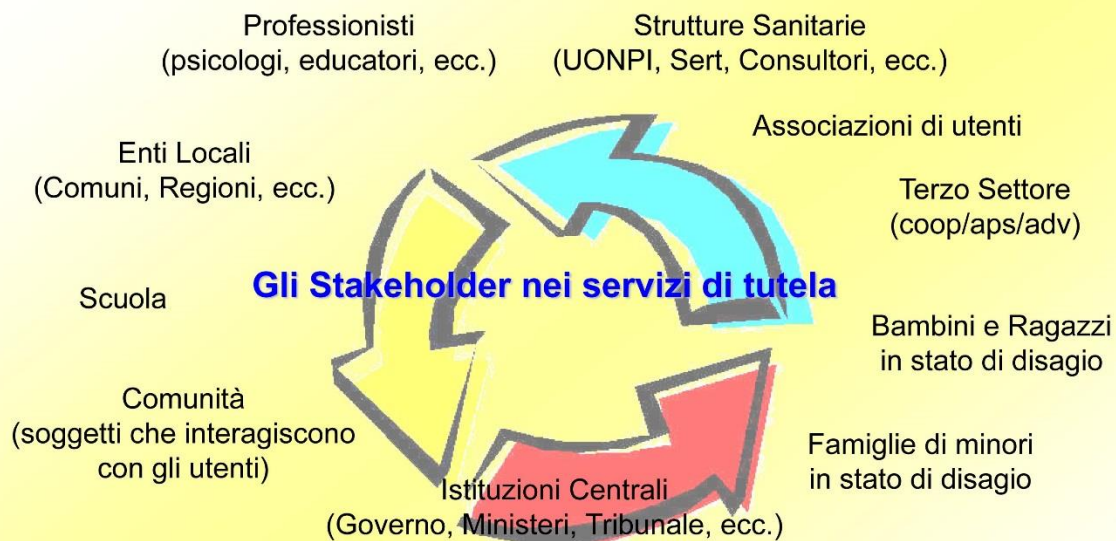 Professionisti
(psicologi, educatori, ecc.)
Strutture Sanitarie
(UONPI, Sert, Consultori, ecc.)
Associazioni di utenti
Enti Locali
(Comuni, Regioni, ecc.)
Terzo Settore
(coop/aps/adv)
Gli Stakeholder nei servizi di tutela
Scuola
Bambini e Ragazzi
in stato di disagio
Comunità
(soggetti che interagiscono
con gli utenti)
Famiglie di minori
in stato di disagio
Istituzioni Centrali
(Governo, Ministeri, Tribunale, ecc.)